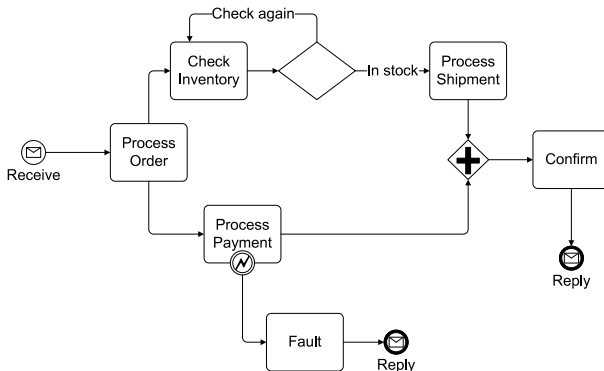 Check again
Check
Inventory
In stock
Process
Shipment
Process
Order
Receive
Confirm
Process
Payment
Reply
Fault
Reply